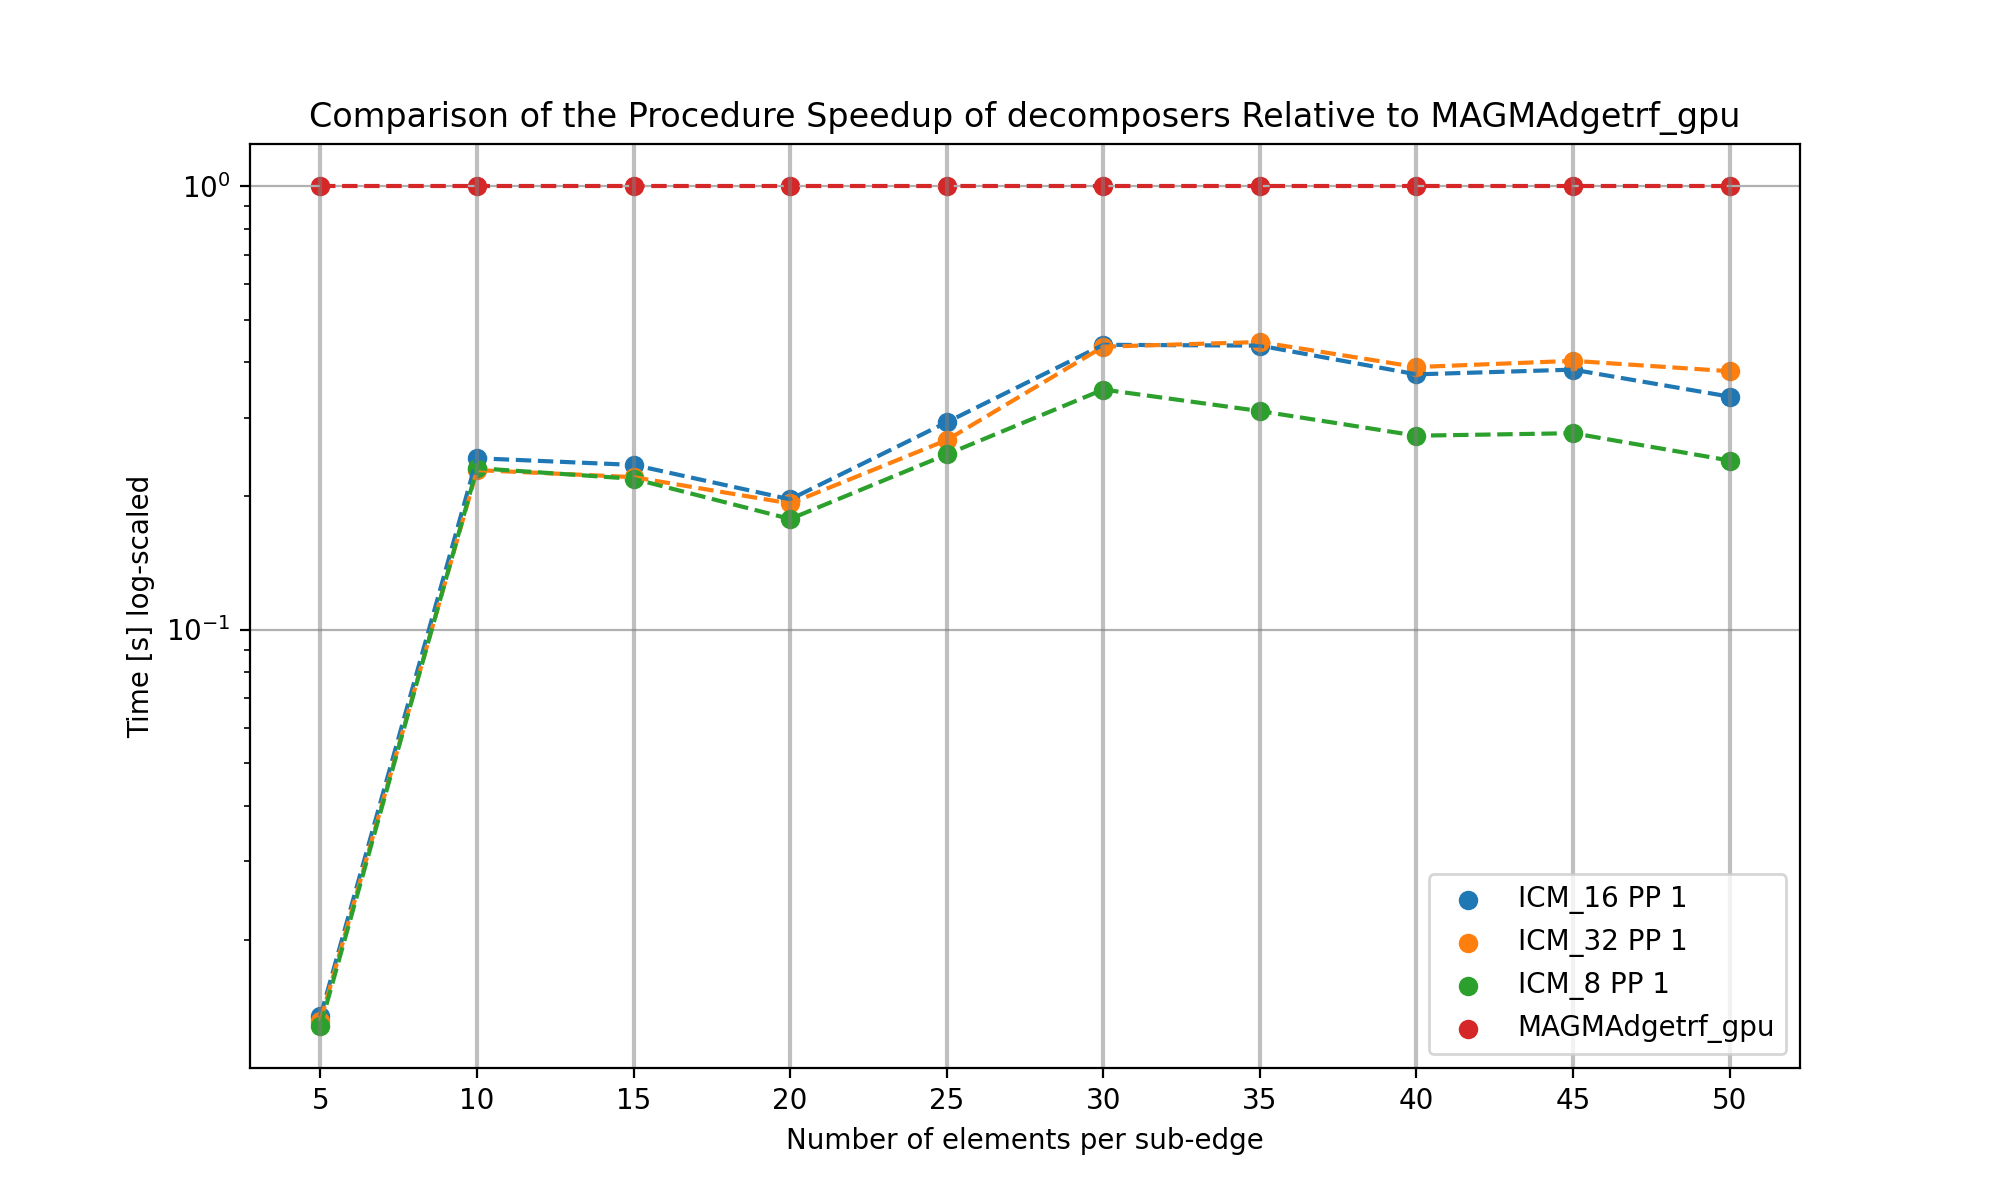 Comparison of the Procedure Speedup of decomposers Relative to MAGMAdgetrf_gpu
10⁰
10⁻¹
Time [s] log-scaled
5 10 15 20 25 30 35 40 45 50
Number of elements per sub-edge
ICM_16 PP 1
ICM_32 PP 1
ICM_8 PP 1
MAGMAdgetrf_gpu